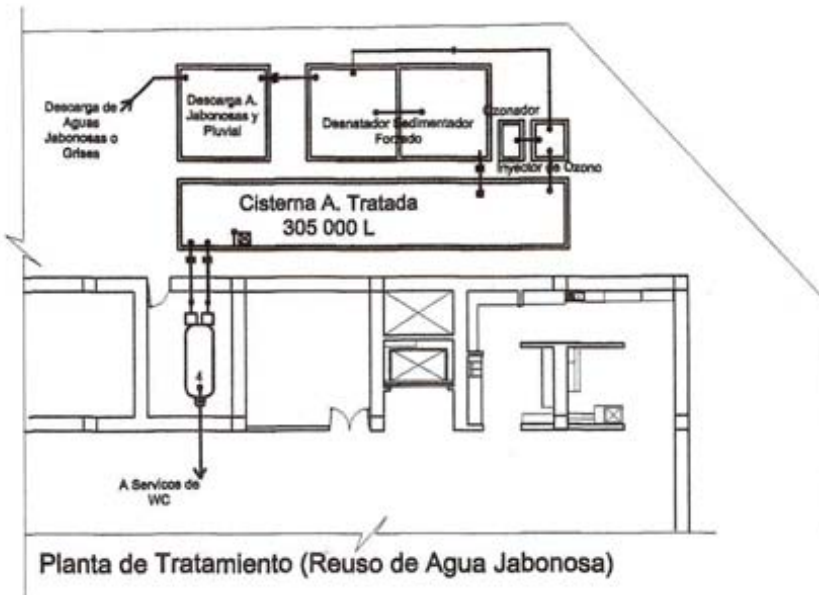 Descarga de
Aguas
Jabonosas o
Grises
Descarga A.
Jabonosas y
Pluvial
Desnatador Sedimentador
Forzado
Ozonador
Inyector de Ozono
Cisterna A. Tratada
305 000 L
4
A Servicos de
WC
Planta de Tratamiento (Reuso de Agua Jabonosa)